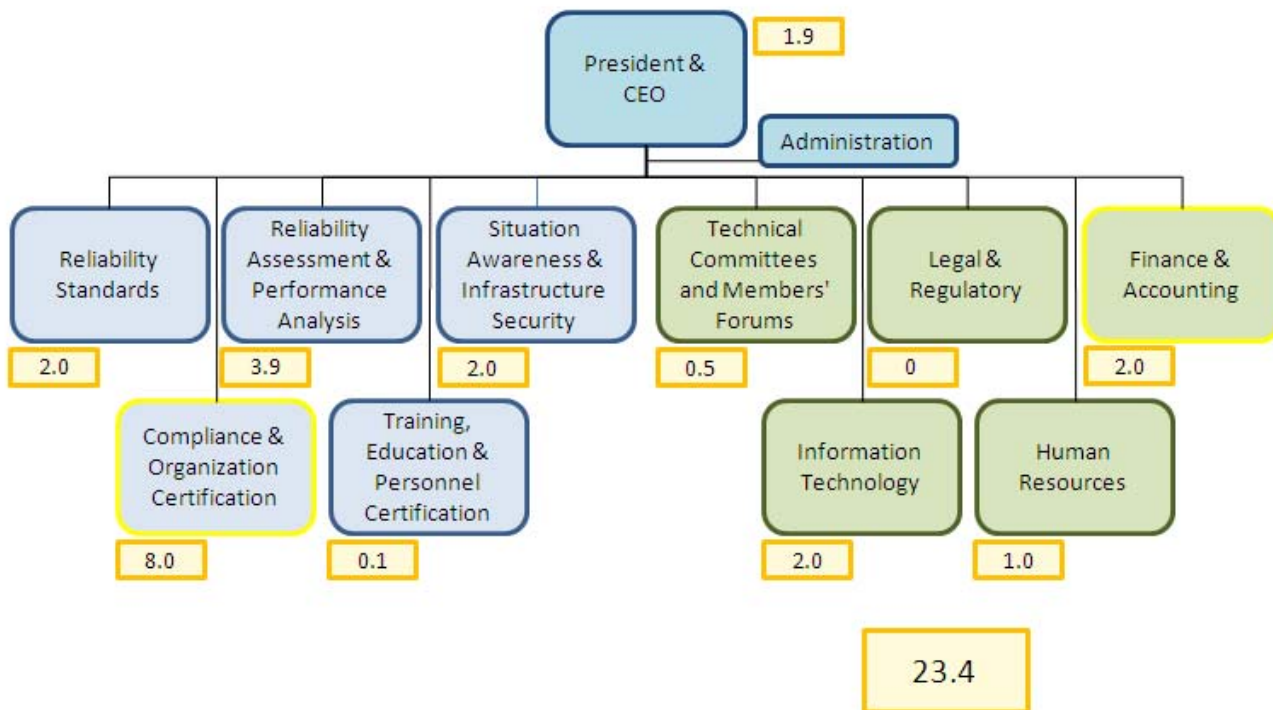 1.9
President &
CEO
Administration
Reliability
Standards
2.0
Reliability
Assessment &
Performance
Analysis
3.9
Situation
Awareness &
Infrastructure
Security
2.0
Technical
Committees
and Members'
Forums
0.5
Legal &
Regulatory
0
Finance &
Accounting
2.0
Compliance &
Organization
Certification
8.0
Training,
Education &
Personnel
Certification
0.1
Information
Technology
2.0
Human
Resources
1.0
23.4